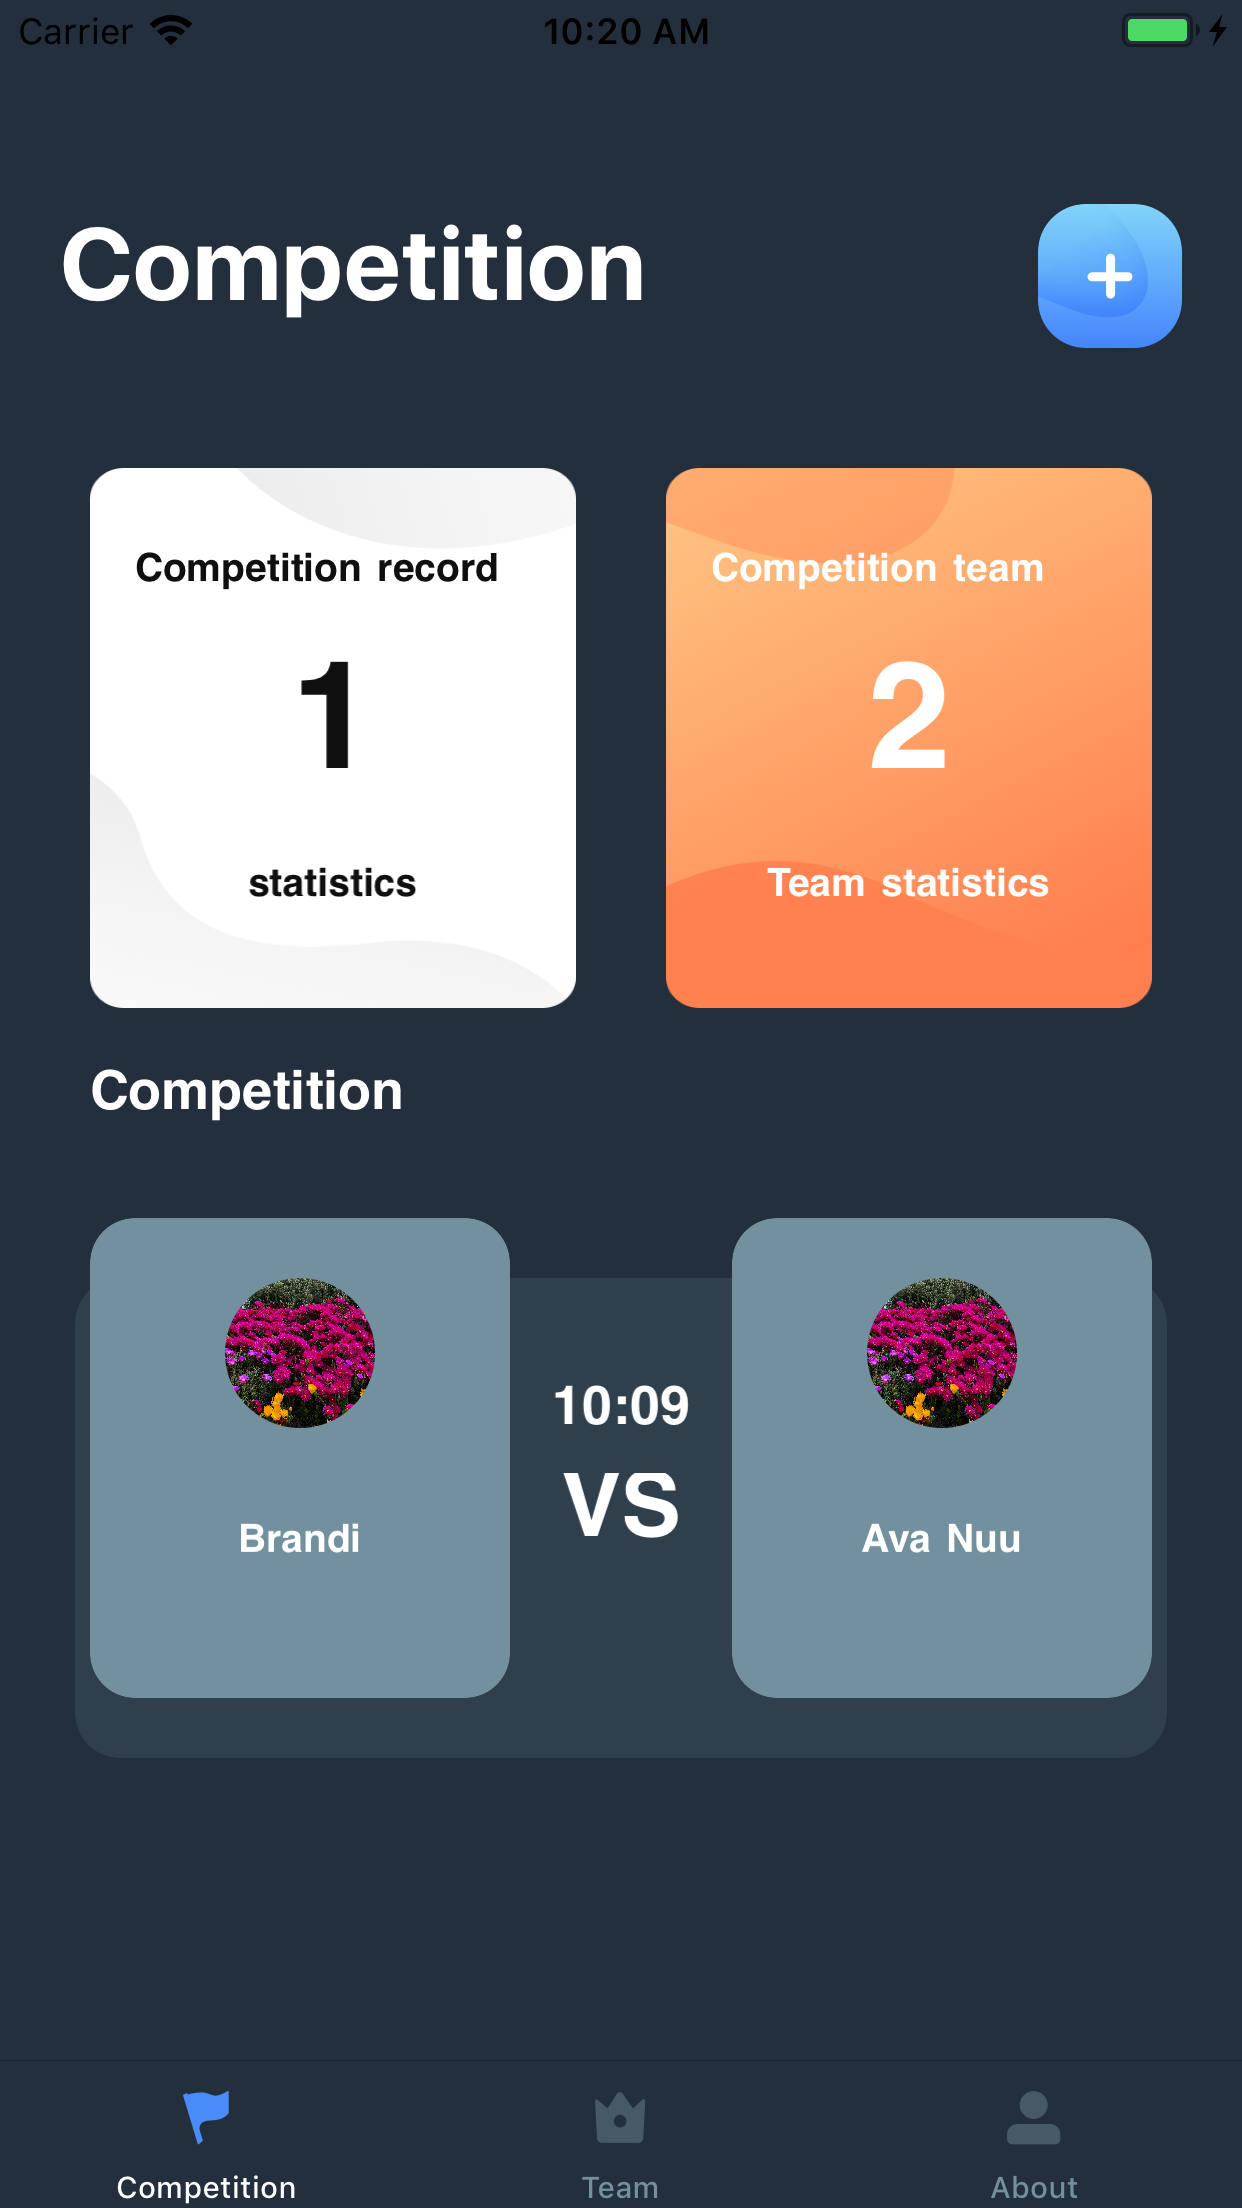 Carrier
10:20 AM
Competition
Competition record
1
statistics
Competition team
2
Team statistics
Competition
Brandi
10:09
VS
Ava Nuu
Competition
Team
About